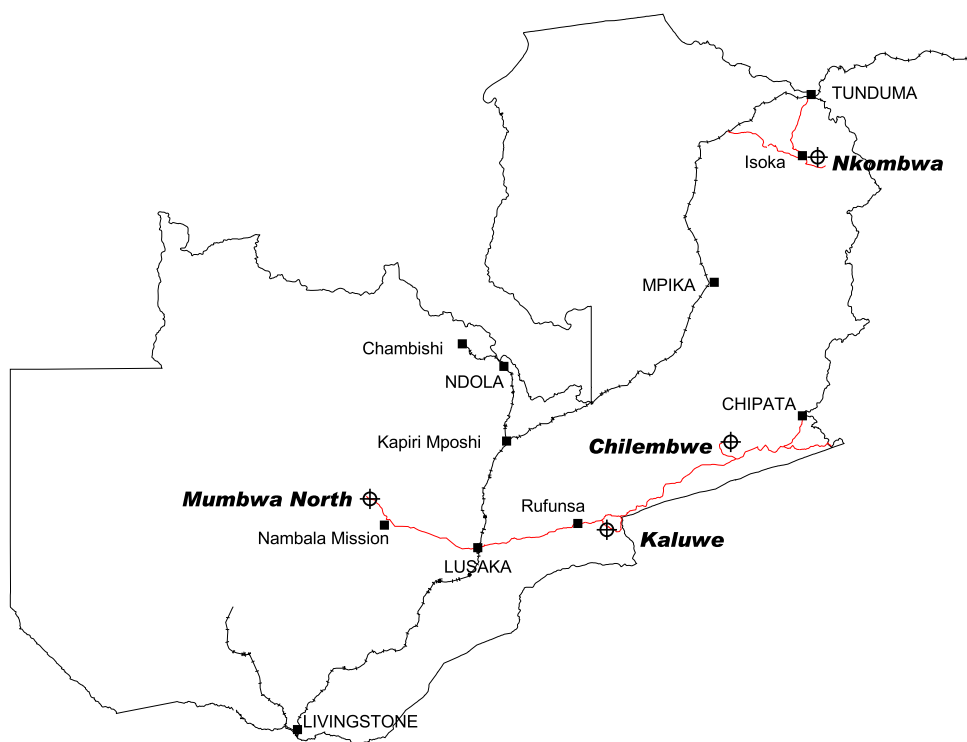 TUNDUMA
Isoka
Nkombwa
MPIKA
Chambishi
NDOLA
CHIPATA
Kapiri Mposhi
Chilembwe
Mumbwa North
Rufunsa
Nambala Mission
Kaluwe
LUSAKA
LIVINGSTONE